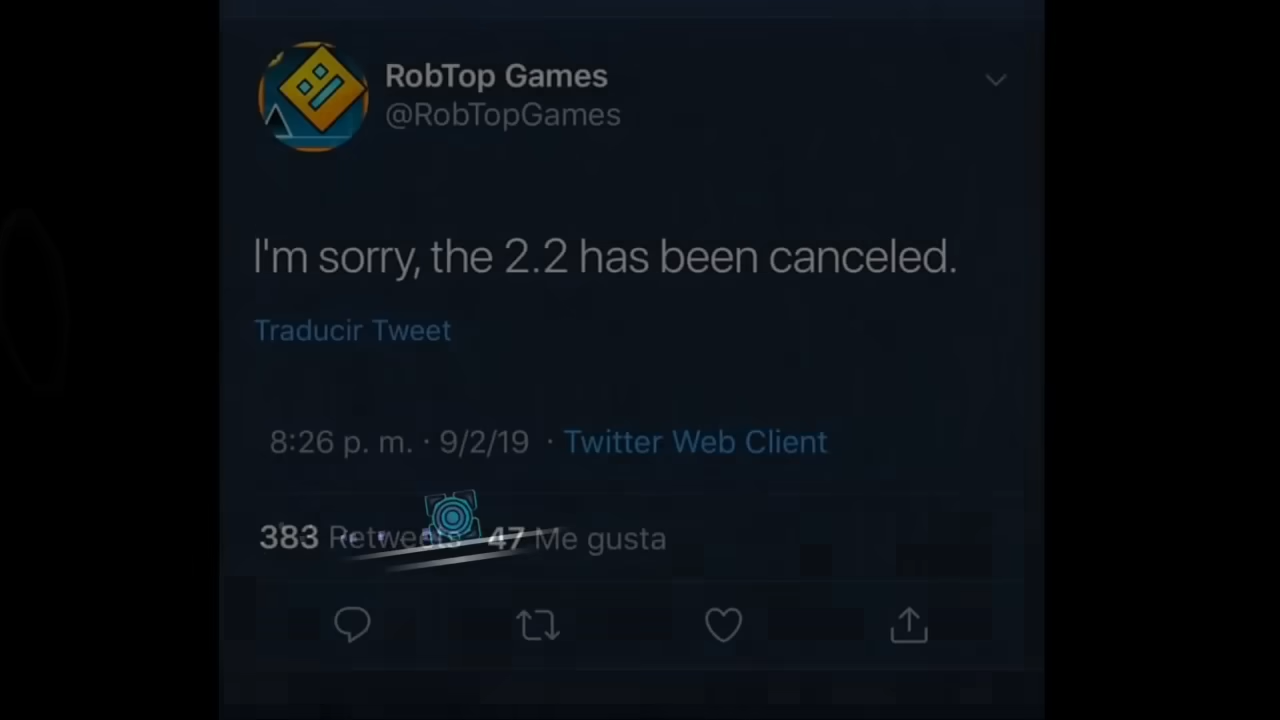 RobTop Games
@RobTopGames
I'm sorry, the 2.2 has been canceled.
Traducir Tweet
8:26 p. m. · 9/2/19 · Twitter Web Client
383 Retweets 47 Me gusta